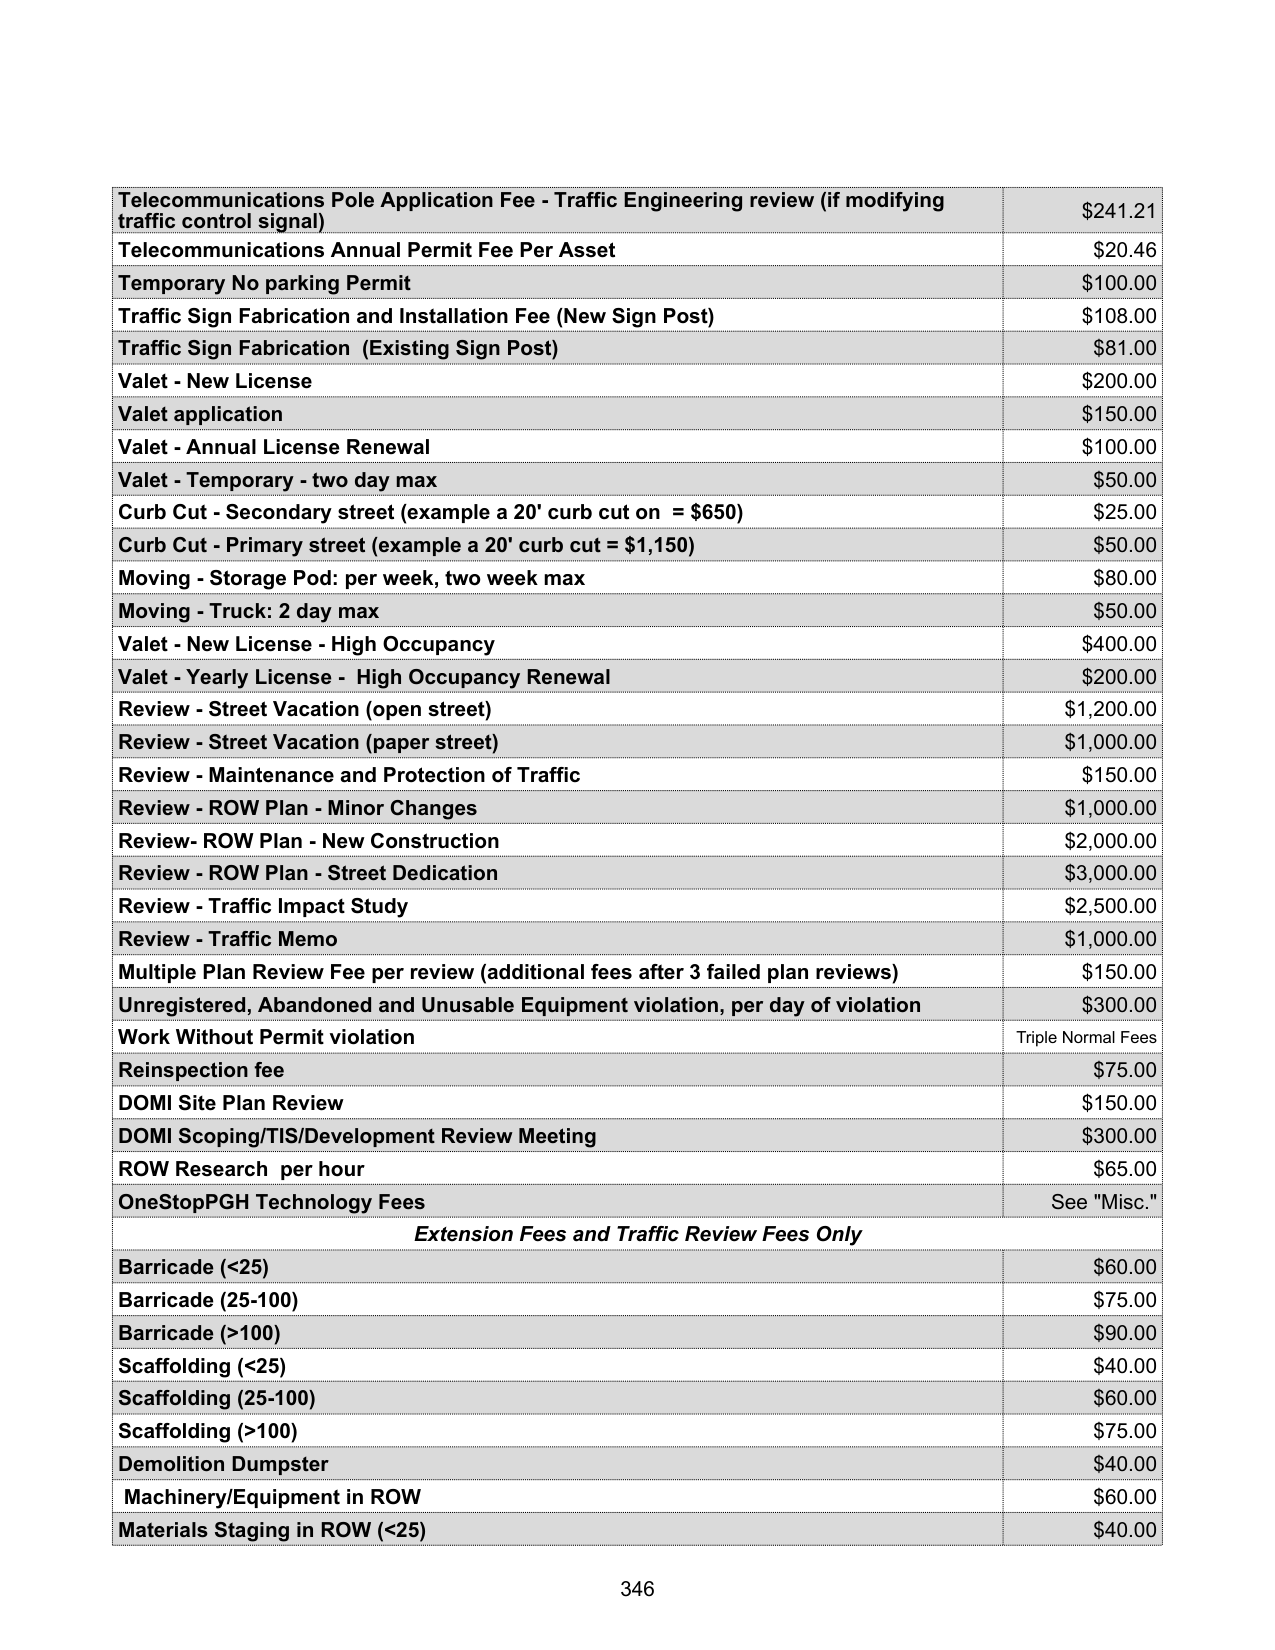 Telecommunications Pole Application Fee - Traffic Engineering review (if modifying
traffic control signal) $241.21
Telecommunications Annual Permit Fee Per Asset $20.46
Temporary No parking Permit $100.00
Traffic Sign Fabrication and Installation Fee (New Sign Post) $108.00
Traffic Sign Fabrication  (Existing Sign Post) $81.00
Valet - New License $200.00
Valet application $150.00
Valet - Annual License Renewal $100.00
Valet - Temporary - two day max $50.00
Curb Cut - Secondary street (example a 20' curb cut on  = $650) $25.00
Curb Cut - Primary street (example a 20' curb cut = $1,150) $50.00
Moving - Storage Pod: per week, two week max $80.00
Moving - Truck: 2 day max $50.00
Valet - New License - High Occupancy $400.00
Valet - Yearly License -  High Occupancy Renewal $200.00
Review - Street Vacation (open street) $1,200.00
Review - Street Vacation (paper street) $1,000.00
Review - Maintenance and Protection of Traffic $150.00
Review - ROW Plan - Minor Changes $1,000.00
Review- ROW Plan - New Construction $2,000.00
Review - ROW Plan - Street Dedication $3,000.00
Review - Traffic Impact Study $2,500.00
Review - Traffic Memo $1,000.00
Multiple Plan Review Fee per review (additional fees after 3 failed plan reviews) $150.00
Unregistered, Abandoned and Unusable Equipment violation, per day of violation $300.00
Work Without Permit violation Triple Normal Fees
Reinspection fee $75.00
DOMI Site Plan Review $150.00
DOMI Scoping/TIS/Development Review Meeting $300.00
ROW Research  per hour $65.00
OneStopPGH Technology Fees See "Misc."
Extension Fees and Traffic Review Fees Only
Barricade (<25) $60.00
Barricade (25-100) $75.00
Barricade (>100) $90.00
Scaffolding (<25) $40.00
Scaffolding (25-100) $60.00
Scaffolding (>100) $75.00
Demolition Dumpster $40.00
Machinery/Equipment in ROW $60.00
Materials Staging in ROW (<25) $40.00
346